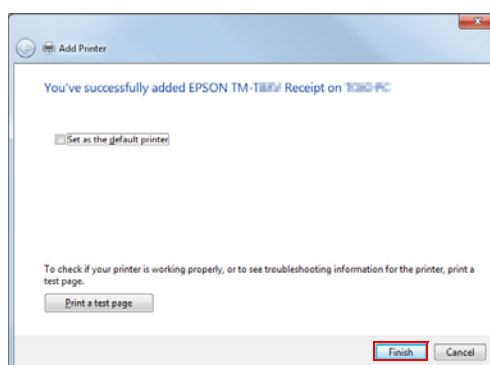 Add Printer
You've successfully added EPSON TM- Receipt on
Set as the default printer
To check if your printer is working properly, or to see troubleshooting information for the printer, print a
test page.
Print a test page
Finish Cancel